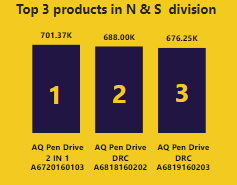 Top 3 products in N & S division
701.37K 688.00K 676.25K
1 2 3
AQ Pen Drive AQ Pen Drive AQ Pen Drive
2 IN 1 DRC DRC
A6720160103 A6818160202 A6819160203